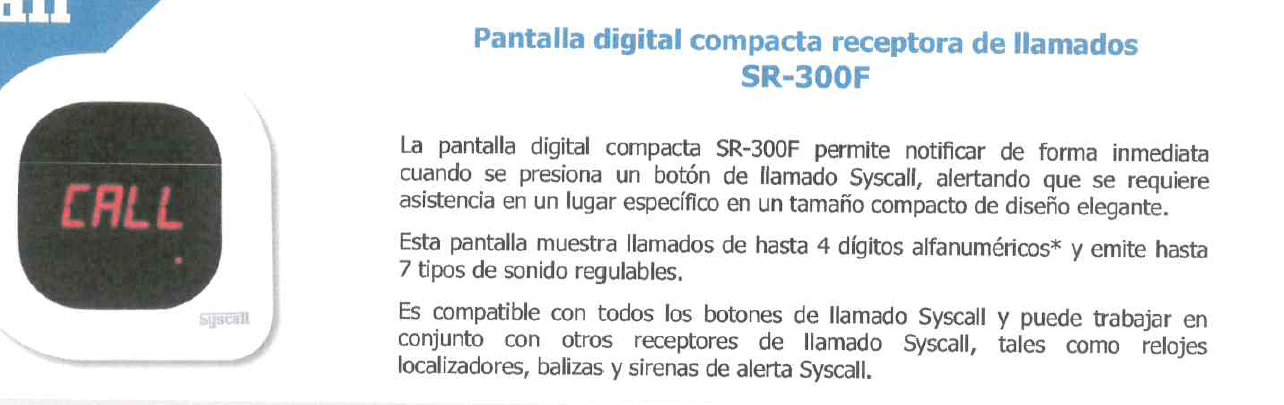 Pantalla digital compacta receptora de llamados
SR-300F
La pantalla digital compacta SR-300F permite notificar de forma inmediata
cuando se presiona un botón de llamado Syscall, alertando que se requiere
asistencia en un lugar específico en un tamaño compacto de diseño elegante.
Esta pantalla muestra llamados de hasta 4 dígitos alfanuméricos* y emite hasta
7 tipos de sonido regulables.
Es compatible con todos los botones de llamado Syscall y puede trabajar en
conjunto con otros receptores de llamado Syscall, tales como relojes
localizadores, balizas y sirenas de alerta Syscall.
CALL
Syscall